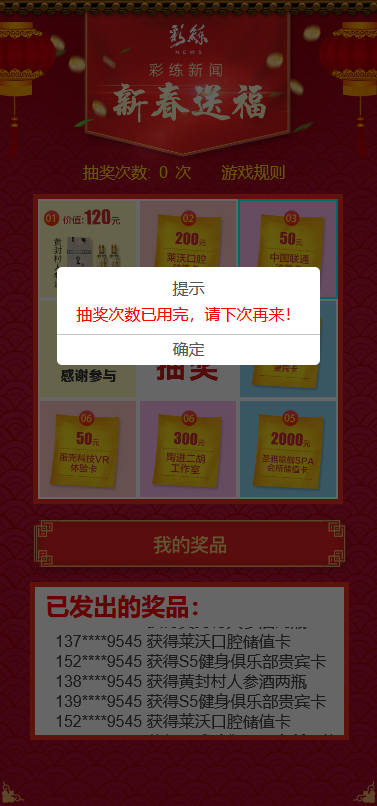 彩练
NEWS
彩练新闻
新春送福
抽奖次数: 0 次 游戏规则
01 价值:120元
黄封村人
02
200元
莱沃口腔
03
50元
中国联通
提示
抽奖次数已用完，请下次再来！
确定
感谢参与
抽奖
06
50元
蛋壳科技VR
体验卡
06
300元
陶进二胡
工作室
05
2000元
圣雅瑜伽SPA
会所储值卡
我的奖品
已发出的奖品：
137****9545 获得莱沃口腔储值卡
152****9545 获得S5健身俱乐部贵宾卡
138****9545 获得黄封村人参酒两瓶
139****9545 获得S5健身俱乐部贵宾卡
152****9545 获得莱沃口腔储值卡